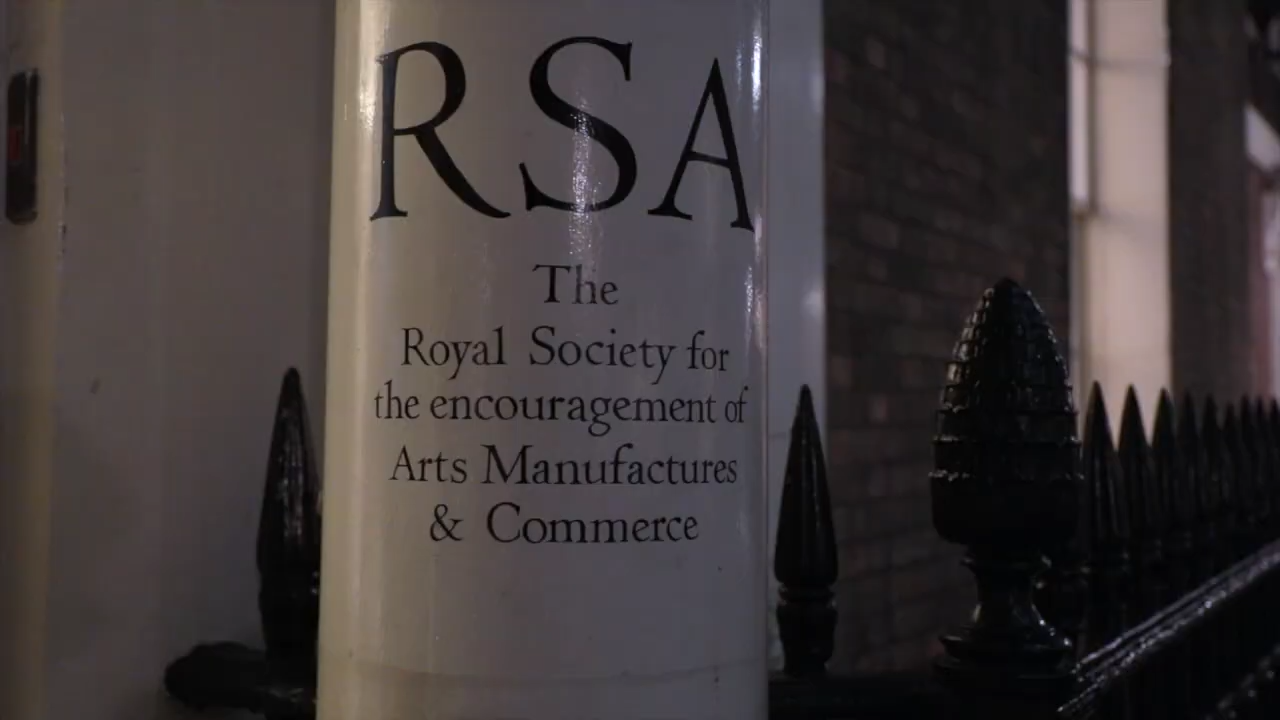 RSA
The
Royal Society for
the encouragement of
Arts Manufactures
& Commerce